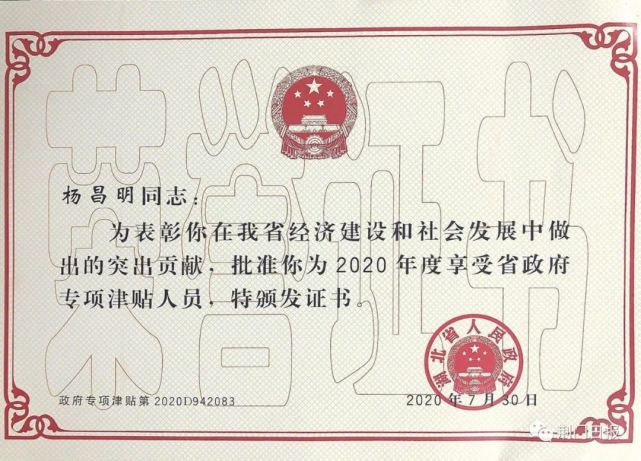 荣誉证书
杨昌明同志：
为表彰你在我省经济建设和社会发展中做
出的突出贡献，批准你为2020年度享受省政府
专项津贴人员，特颁发证书。
湖北省人民政府
政府专项津贴第2020D942083
2020年7月30日
荆门日报